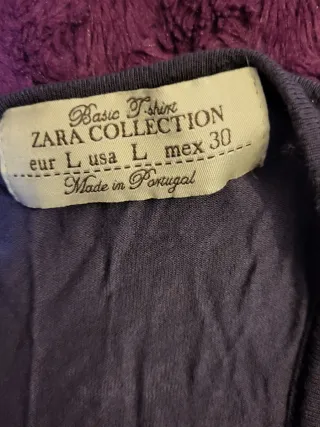 Basic T-shirt
ZARA COLLECTION
eur L usa L mex 30
Made in Portugal